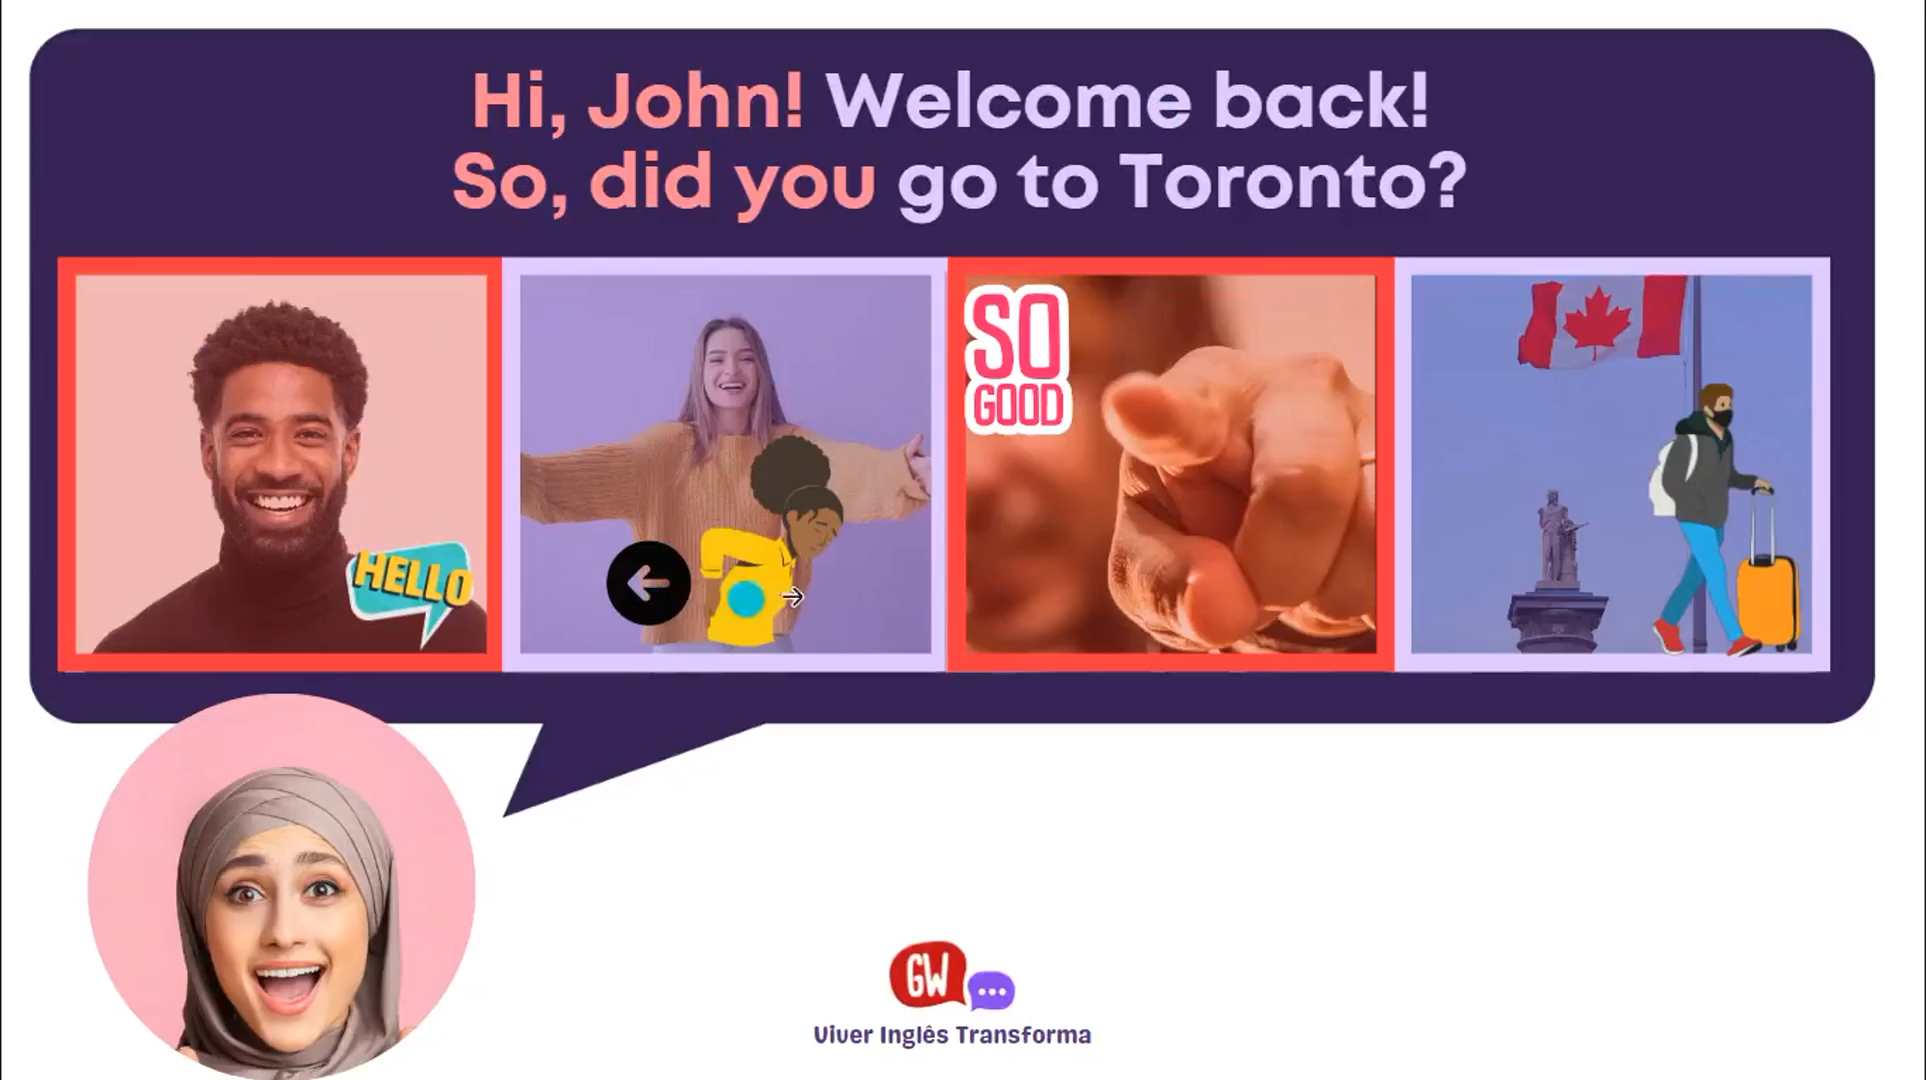 Hi, John! Welcome back!
So, did you go to Toronto?
HELLO
SO
GOOD
GW
Viver Inglês Transforma